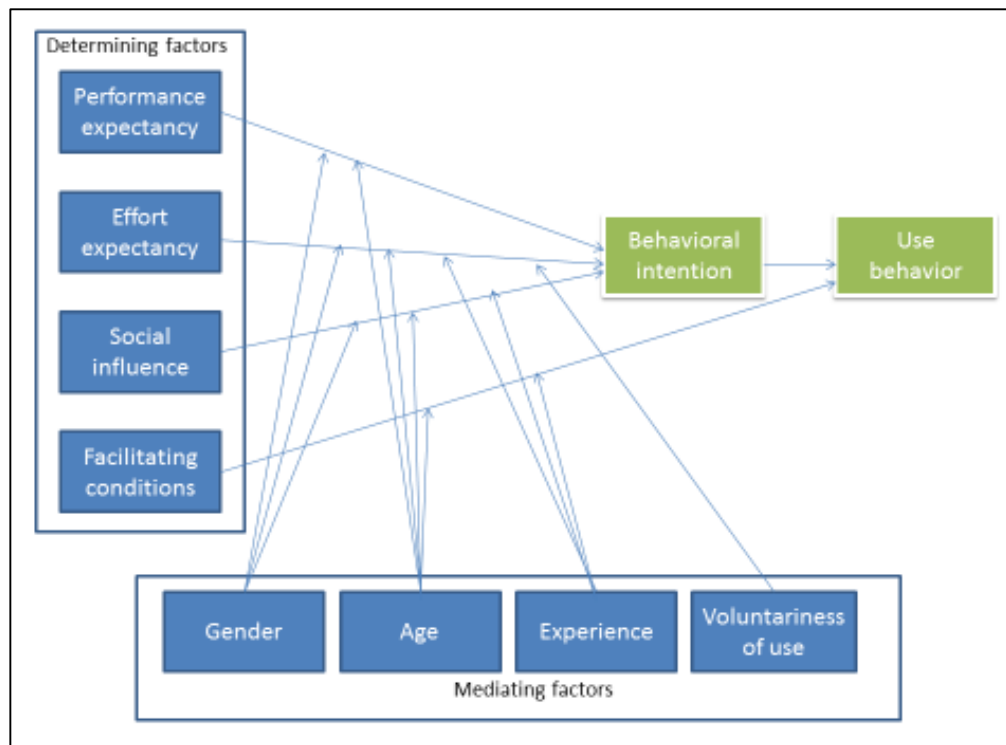 Determining factors
Performance
expectancy
Effort
expectancy
Social
influence
Facilitating
conditions
Behavioral
intention
Use
behavior
Gender
Age
Experience
Voluntariness
of use
Mediating factors